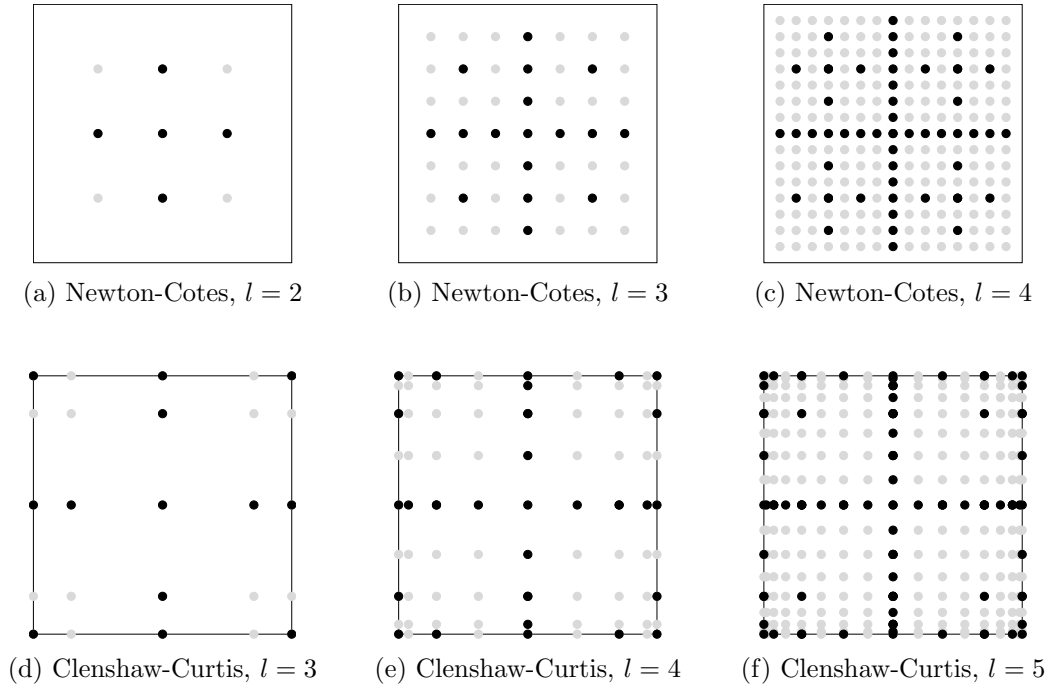 (a) Newton-Cotes, l = 2
(b) Newton-Cotes, l = 3
(c) Newton-Cotes, l = 4
(d) Clenshaw-Curtis, l = 3
(e) Clenshaw-Curtis, l = 4
(f) Clenshaw-Curtis, l = 5